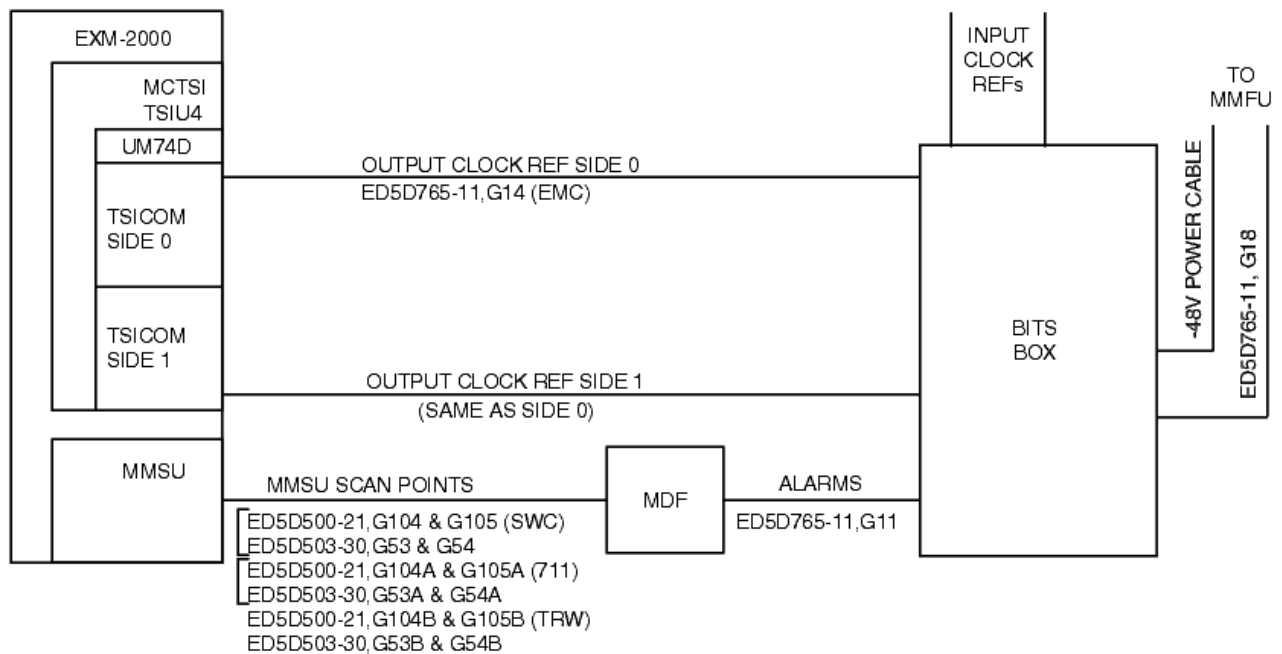 EXM-2000
MCTSI
TSIU4
UM74D
TSICOM
SIDE 0
TSICOM
SIDE 1
MMSU
OUTPUT CLOCK REF SIDE 0
ED5D765-11,G14 (EMC)
OUTPUT CLOCK REF SIDE 1
(SAME AS SIDE 0)
MMSU SCAN POINTS
ED5D500-21,G104 & G105 (SWC)
ED5D503-30,G53 & G54
ED5D500-21,G104A & G105A (711)
ED5D503-30,G53A & G54A
ED5D500-21,G104B & G105B (TRW)
ED5D503-30,G53B & G54B
MDF
ALARMS
ED5D765-11,G11
INPUT
CLOCK
REFs
BITS
BOX
TO
MMFU
-48V POWER CABLE
ED5D765-11, G18